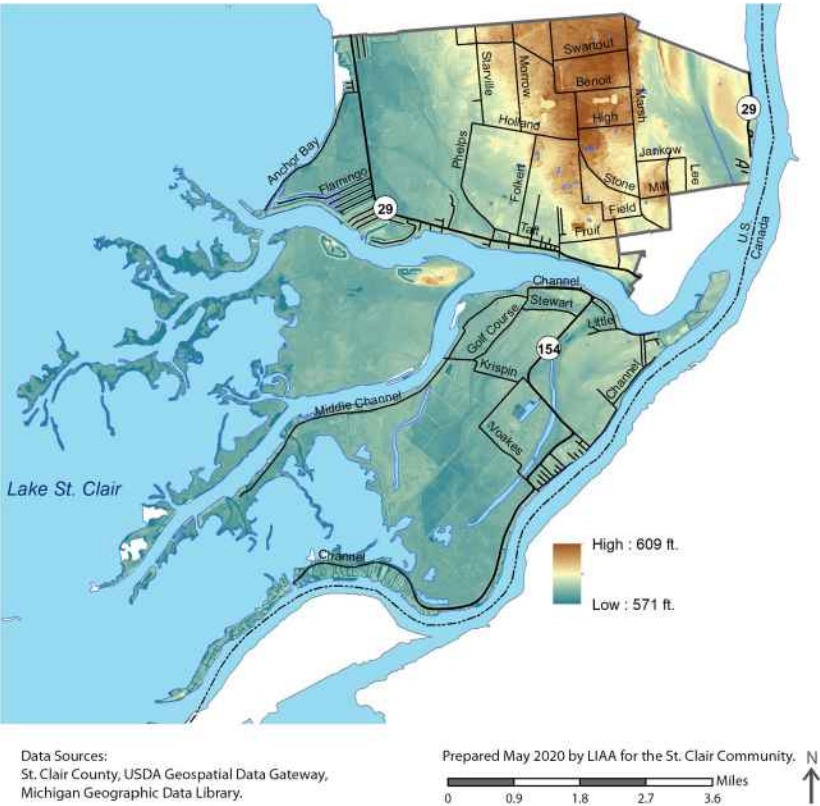 Swartout
Starville
Morrow
Benoit
Marsh
29
High
Holland
Phelps
Jankow
Anchor Bay
Folkert
Stone
Mill
Lee
Flamingo
29
Field
Taft
Fruit
U.S.
Canada
Channel
Stewart
Little
Golf Course
154
Krispin
Channel
Middle Channel
Voakes
Lake St. Clair
High : 609 ft.
Channel
Low : 571 ft.
Data Sources:
St. Clair County, USDA Geospatial Data Gateway,
Michigan Geographic Data Library.
Prepared May 2020 by LIAA for the St. Clair Community.
N
Miles
0 0.9 1.8 2.7 3.6